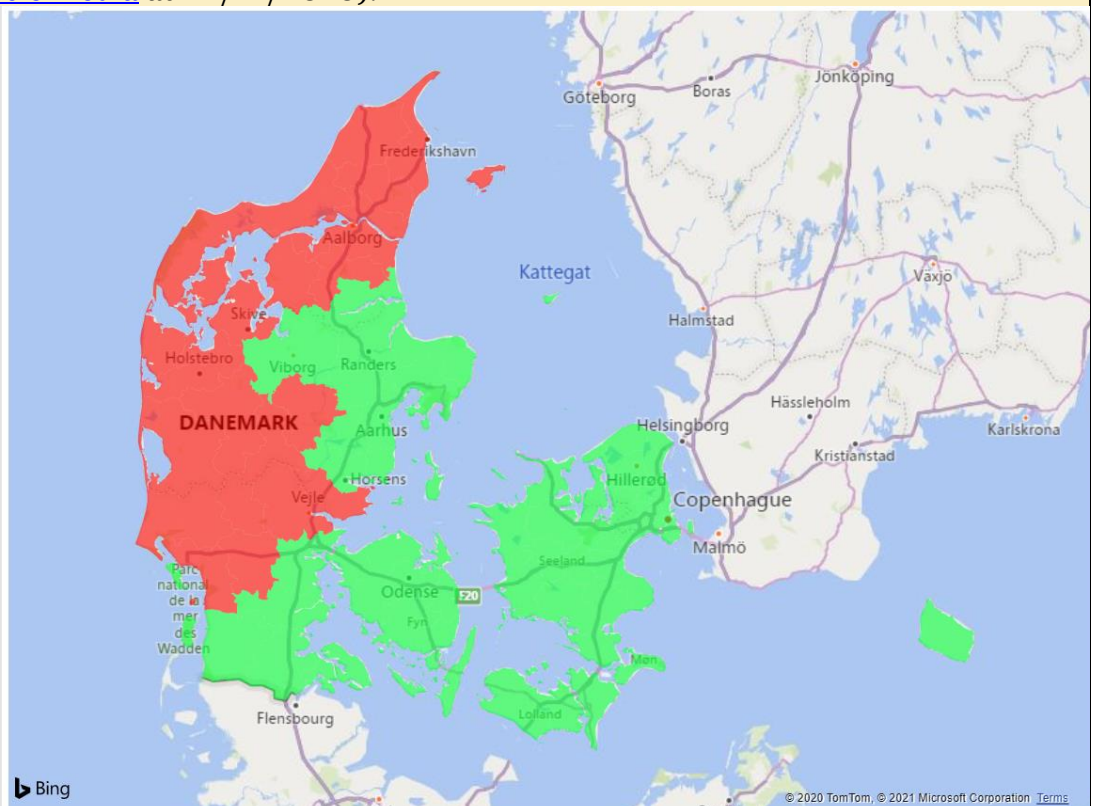 Göteborg
Boras
Jönköping
Frederikshavn
Aalborg
Kattegat
Växjö
Skive
Halmstad
Holstebro
Viborg
Randers
DANEMARK
Hässleholm
Aarhus
Helsingborg
Karlskrona
Kristianstad
Horsens
Hillerød
Vejle
Copenhague
Malmö
Seeland
Parc
national
de la
mer
des
Wadden
Odense
E20
Fyn
Møn
Lolland
Flensbourg
Bing
© 2020 TomTom, © 2021 Microsoft Corporation Terms